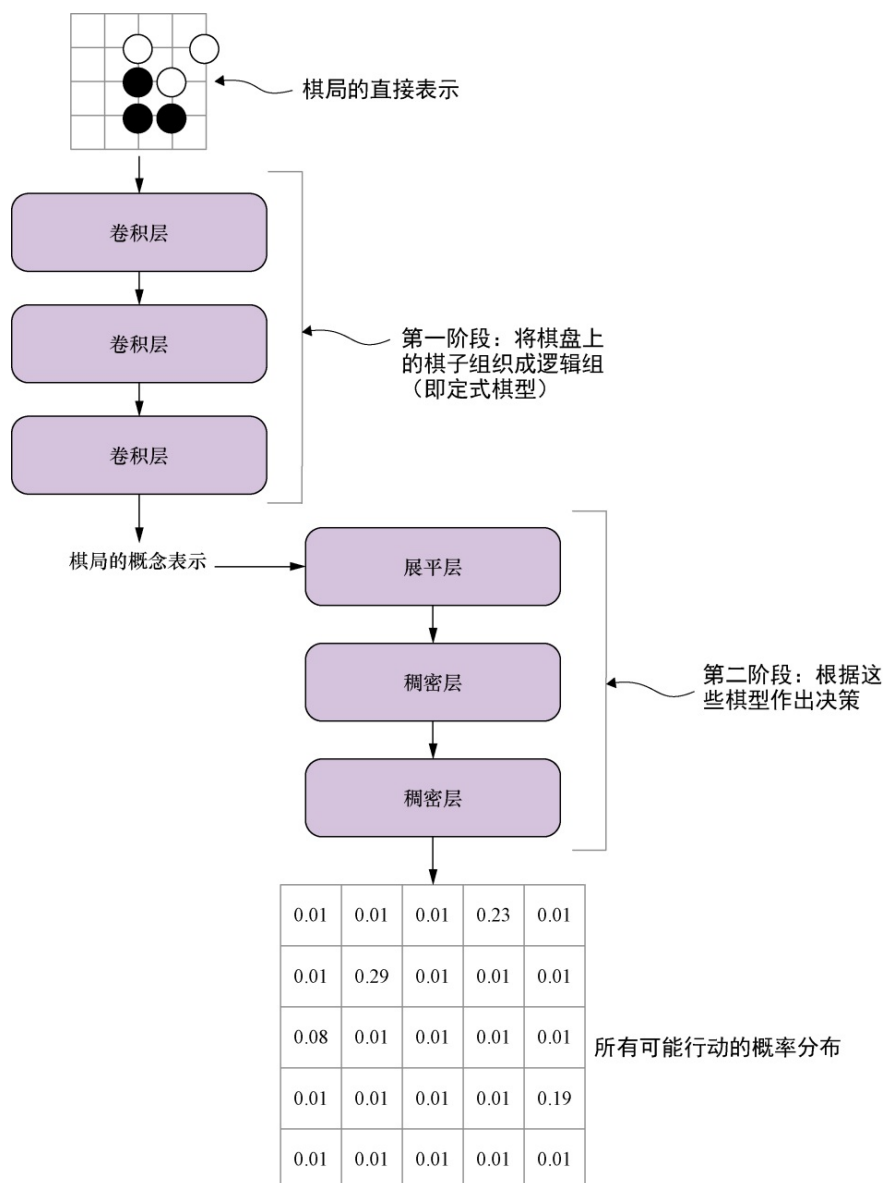 棋局的直接表示
卷积层
卷积层
卷积层
第一阶段：将棋盘上
的棋子组织成逻辑组
（即定式棋型）
棋局的概念表示
展平层
稠密层
稠密层
第二阶段：根据这
些棋型作出决策
0.01 0.01 0.01 0.23 0.01
0.01 0.29 0.01 0.01 0.01
0.08 0.01 0.01 0.01 0.01
0.01 0.01 0.01 0.01 0.19
0.01 0.01 0.01 0.01 0.01
所有可能行动的概率分布